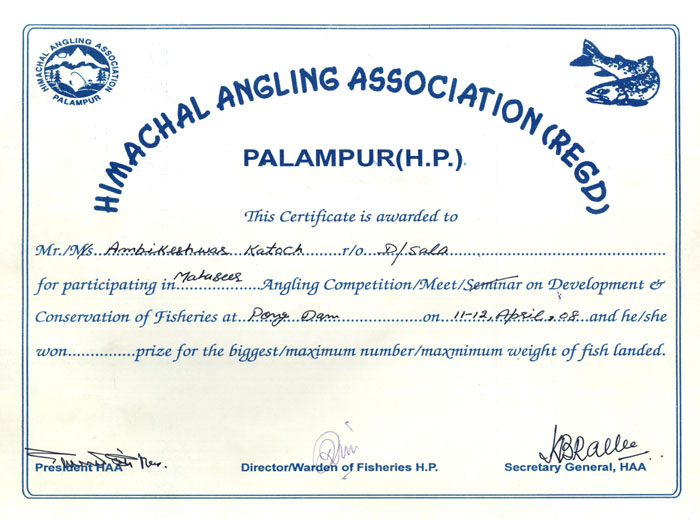 HIMACHAL ANGLING ASSOCIATION
PALAMPUR
HIMACHAL ANGLING ASSOCIATION (REGD)
PALAMPUR(H.P.)
This Certificate is awarded to
Mr./M/s. Ambikeshwar Katoch r/o D/Sala
for participating in Mahaseer Angling Competition/Meet/Seminar on Development &
Conservation of Fisheries at Pong Dam on 11-12, April, 08 and he/she
won..............prize for the biggest/maximum number/maxmimum weight of fish landed.
President HAA
Director/Warden of Fisheries H.P.
Secretary General, HAA